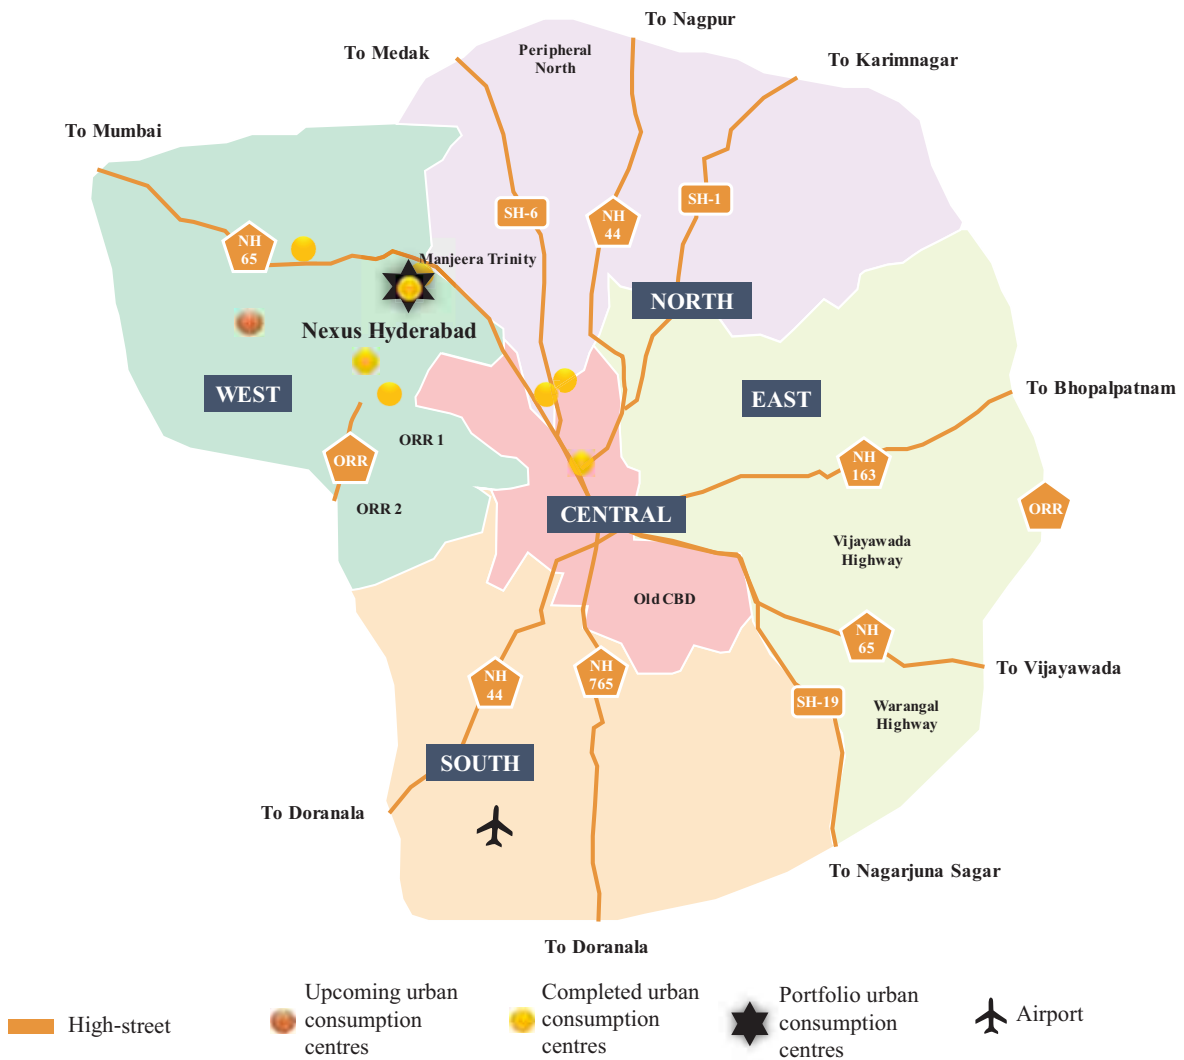 To Nagpur
Peripheral
North
To Medak
To Karimnagar
To Mumbai
SH-6
NH
44
SH-1
NH
65
Manjeera Trinity
NORTH
Nexus Hyderabad
WEST
EAST
To Bhopalpatnam
ORR 1
ORR
NH
163
ORR 2
CENTRAL
ORR
Vijayawada
Highway
Old CBD
NH
65
To Vijayawada
NH
44
NH
765
SH-19
Warangal
Highway
SOUTH
To Doranala
To Nagarjuna Sagar
To Doranala
High-street
Upcoming urban
consumption
centres
Completed urban
consumption
centres
Portfolio urban
consumption
centres
Airport